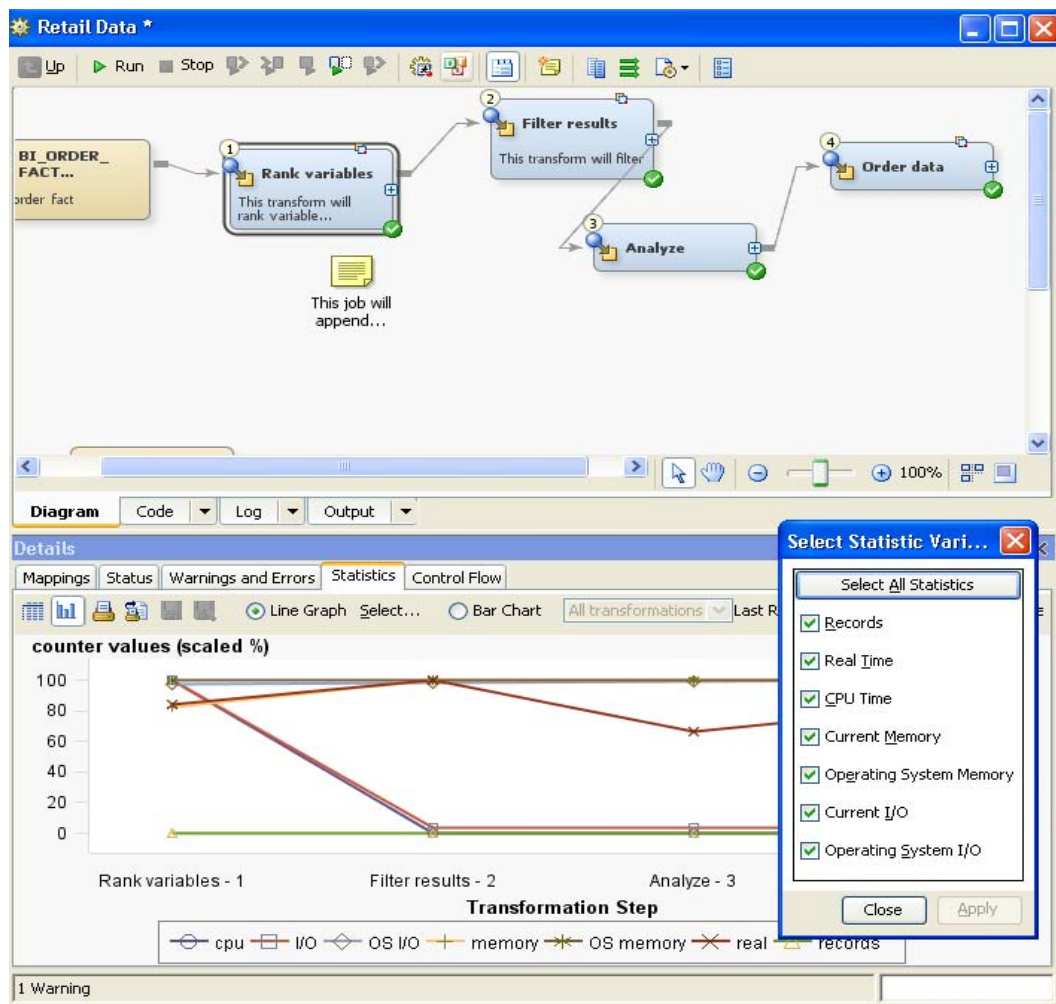 Retail Data *
Up Run Stop
1
2
3
4
BI_ORDER_
FACT...
order fact
Rank variables
This transform will
rank variable...
Filter results
This transform will filter
Analyze
Order data
This job will
append...
100%
Diagram Code Log Output
Details
Mappings Status Warnings and Errors Statistics Control Flow
Line Graph Select... Bar Chart All transformations Last R
counter values (scaled %)
100
80
60
40
20
0
Rank variables - 1 Filter results - 2 Analyze - 3
Transformation Step
cpu I/O OS I/O memory OS memory real records
Select Statistic Vari...
Select All Statistics
Records
Real Time
CPU Time
Current Memory
Operating System Memory
Current I/O
Operating System I/O
Close Apply
1 Warning